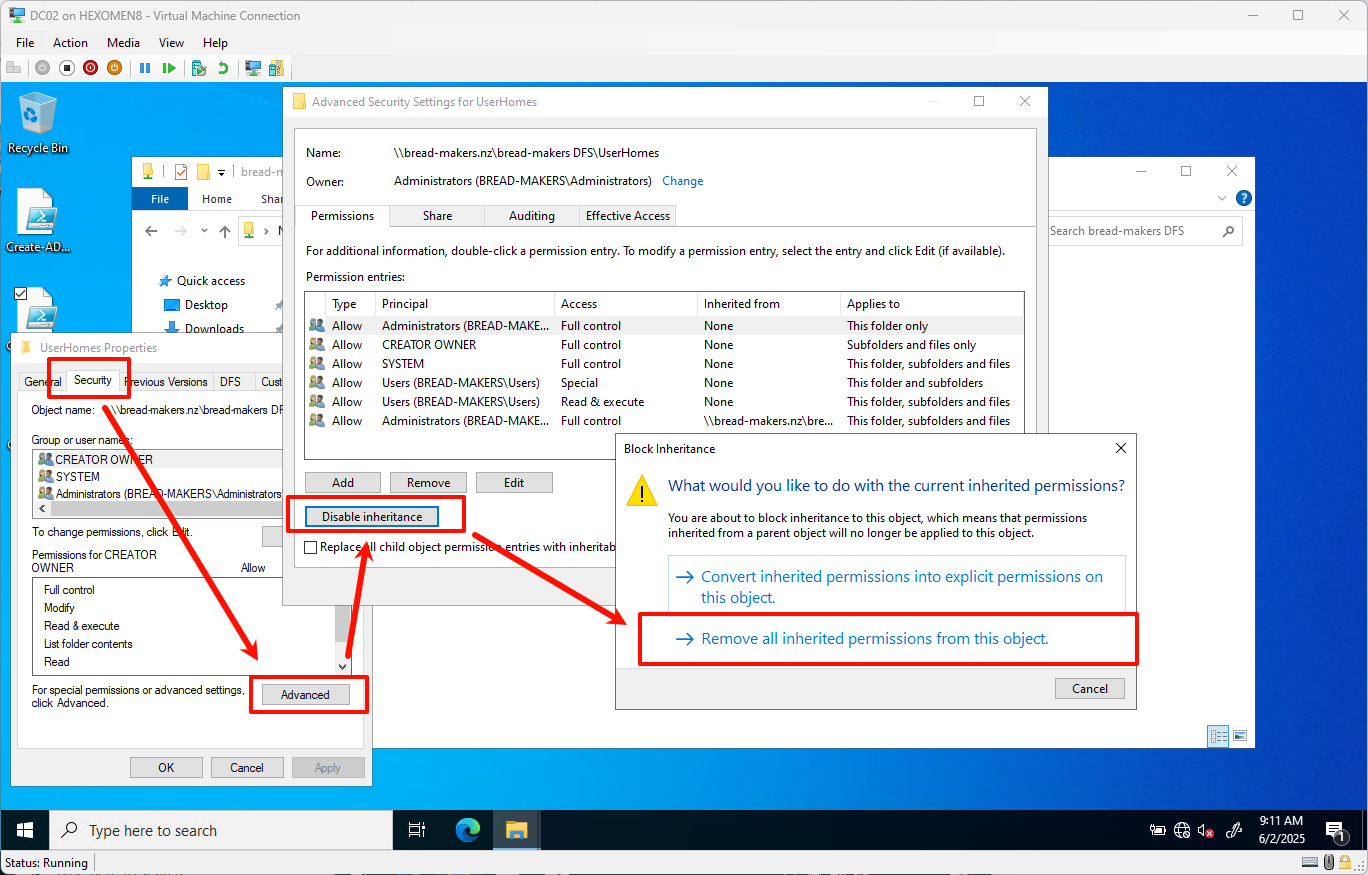 DC02 on HEXOMEN8 - Virtual Machine Connection
File Action Media View Help
Recycle Bin
Create-AD...
bread-m
File Home Shar
Search bread-makers DFS
Quick access
Desktop
Downloads
Advanced Security Settings for UserHomes
Name: \\bread-makers.nz\bread-makers DFS\UserHomes
Owner: Administrators (BREAD-MAKERS\Administrators) Change
Permissions Share Auditing Effective Access
For additional information, double-click a permission entry. To modify a permission entry, select the entry and click Edit (if available).
Permission entries:
Type Principal Access Inherited from Applies to
Allow Administrators (BREAD-MAKE... Full control None This folder only
Allow CREATOR OWNER Full control None Subfolders and files only
Allow SYSTEM Full control None This folder, subfolders and files
Allow Users (BREAD-MAKERS\Users) Special None This folder and subfolders
Allow Users (BREAD-MAKERS\Users) Read & execute None This folder, subfolders and files
Allow Administrators (BREAD-MAKE... Full control \\bread-makers.nz\bre... This folder, subfolders and files
Add Remove Edit
Disable inheritance
Replace all child object permission entries with inheritab
UserHomes Properties
General Security Previous Versions DFS Cust
Object name: \\bread-makers.nz\bread-makers DF
Group or user names:
CREATOR OWNER
SYSTEM
Administrators (BREAD-MAKERS\Administrators
To change permissions, click Edit.
Permissions for CREATOR
OWNER Allow
Full control
Modify
Read & execute
List folder contents
Read
For special permissions or advanced settings,
click Advanced.
Advanced
OK Cancel Apply
Block Inheritance
What would you like to do with the current inherited permissions?
You are about to block inheritance to this object, which means that permissions
inherited from a parent object will no longer be applied to this object.
Convert inherited permissions into explicit permissions on
this object.
Remove all inherited permissions from this object.
Cancel
Type here to search
9:11 AM
6/2/2025
1
Status: Running